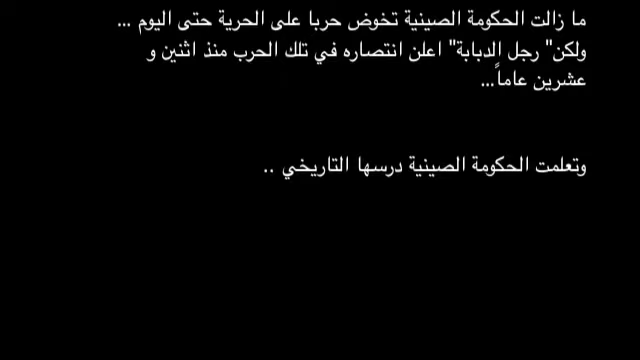 ما زالت الحكومة الصينية تخوض حربا على الحرية حتى اليوم ...
ولكن" رجل الدبابة" اعلن انتصاره في تلك الحرب منذ اثنين و
عشرين عاماً...
وتعلمت الحكومة الصينية درسها التاريخي ..